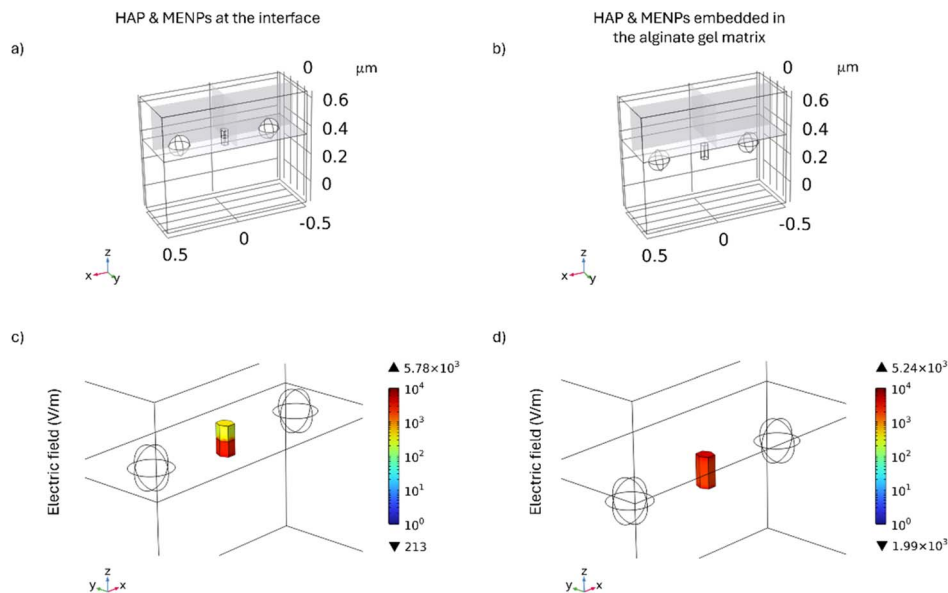 HAP & MENPs at the interface
HAP & MENPs embedded in
the alginate gel matrix
a)
0 μm
0.6
0.4
0.2
0
-0.5
0
0.5
z
x y
b)
0 μm
0.6
0.4
0.2
0
-0.5
0
0.5
z
x y
c)
Electric field (V/m)
▲ 5.78×10³
10⁴
10³
10²
10¹
10⁰
▼ 213
z
y x
d)
Electric field (V/m)
▲ 5.24×10³
10⁴
10³
10²
10¹
10⁰
▼ 1.99×10³
z
y x